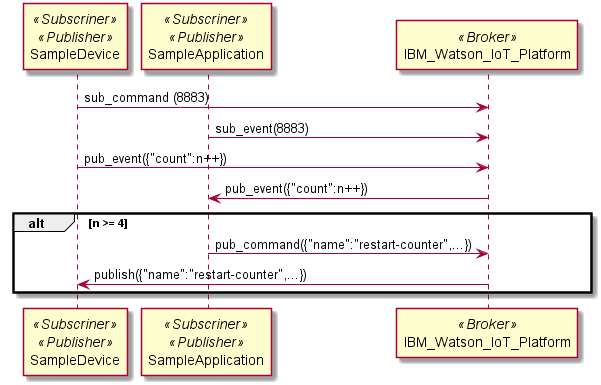 «Subscriner»
«Publisher»
SampleDevice
«Subscriner»
«Publisher»
SampleApplication
«Broker»
IBM_Watson_IoT_Platform
sub_command (8883)
sub_event(8883)
pub_event({"count":n++})
pub_event({"count":n++})
alt [n >= 4]
pub_command({"name":"restart-counter",...})
publish({"name":"restart-counter",...})
«Subscriner»
«Publisher»
SampleDevice
«Subscriner»
«Publisher»
SampleApplication
«Broker»
IBM_Watson_IoT_Platform